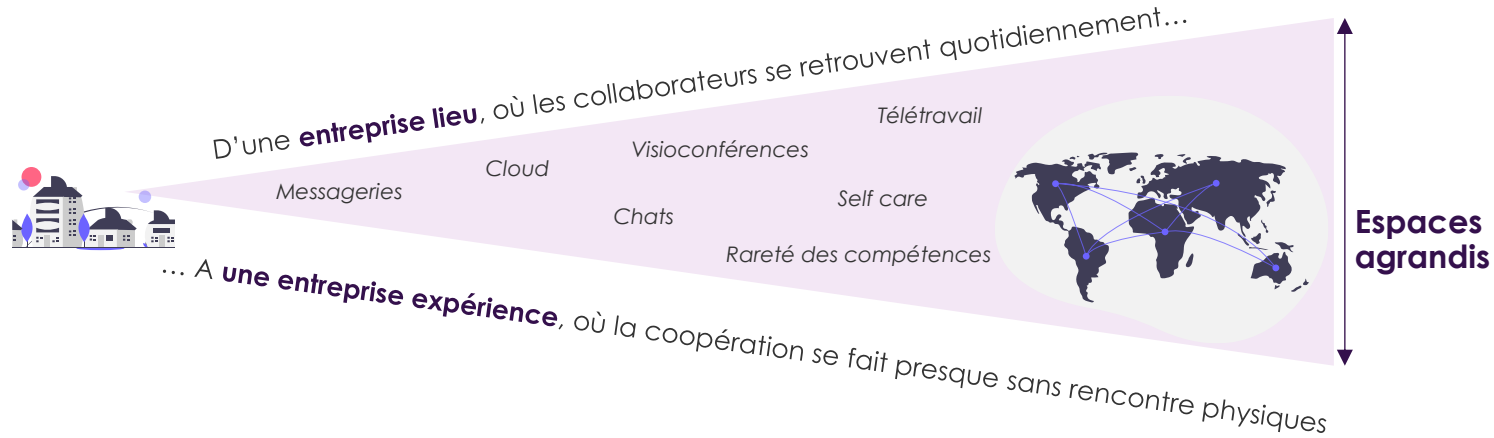 D’une entreprise lieu, où les collaborateurs se retrouvent quotidiennement…
Télétravail
Visioconférences
Cloud
Messageries
Self care
Chats
Rareté des compétences
Espaces
agrandis
… A une entreprise expérience, où la coopération se fait presque sans rencontre physiques